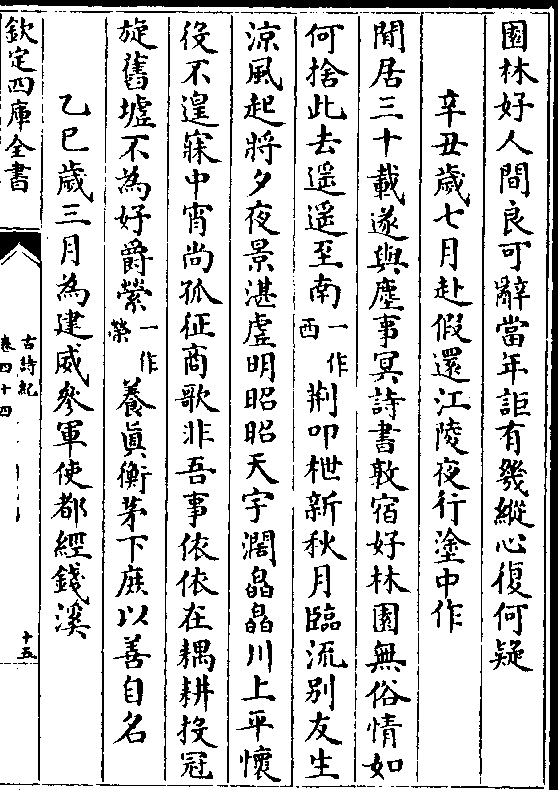 園林好人間良可辭當年詎有幾縱心復何疑
辛丑歲七月赴假還江陵夜行塗中作
閒居三十載遂與塵事冥詩書敦宿好林園無俗情如
何捨此去遥遥至南一作西荆叩枻新秋月臨流别友生
涼風起將夕夜景湛虛明昭昭天宇濶皛皛川上平懷
役不遑寐中宵尚孤征商歌非吾事依依在耦耕投冠
旋舊墟不為好爵縈一作榮養真衡茅下庶以善自名
乙巳歲三月為建威參軍使都經錢溪
欽定四庫全書
古詩紀
卷四十四
十五